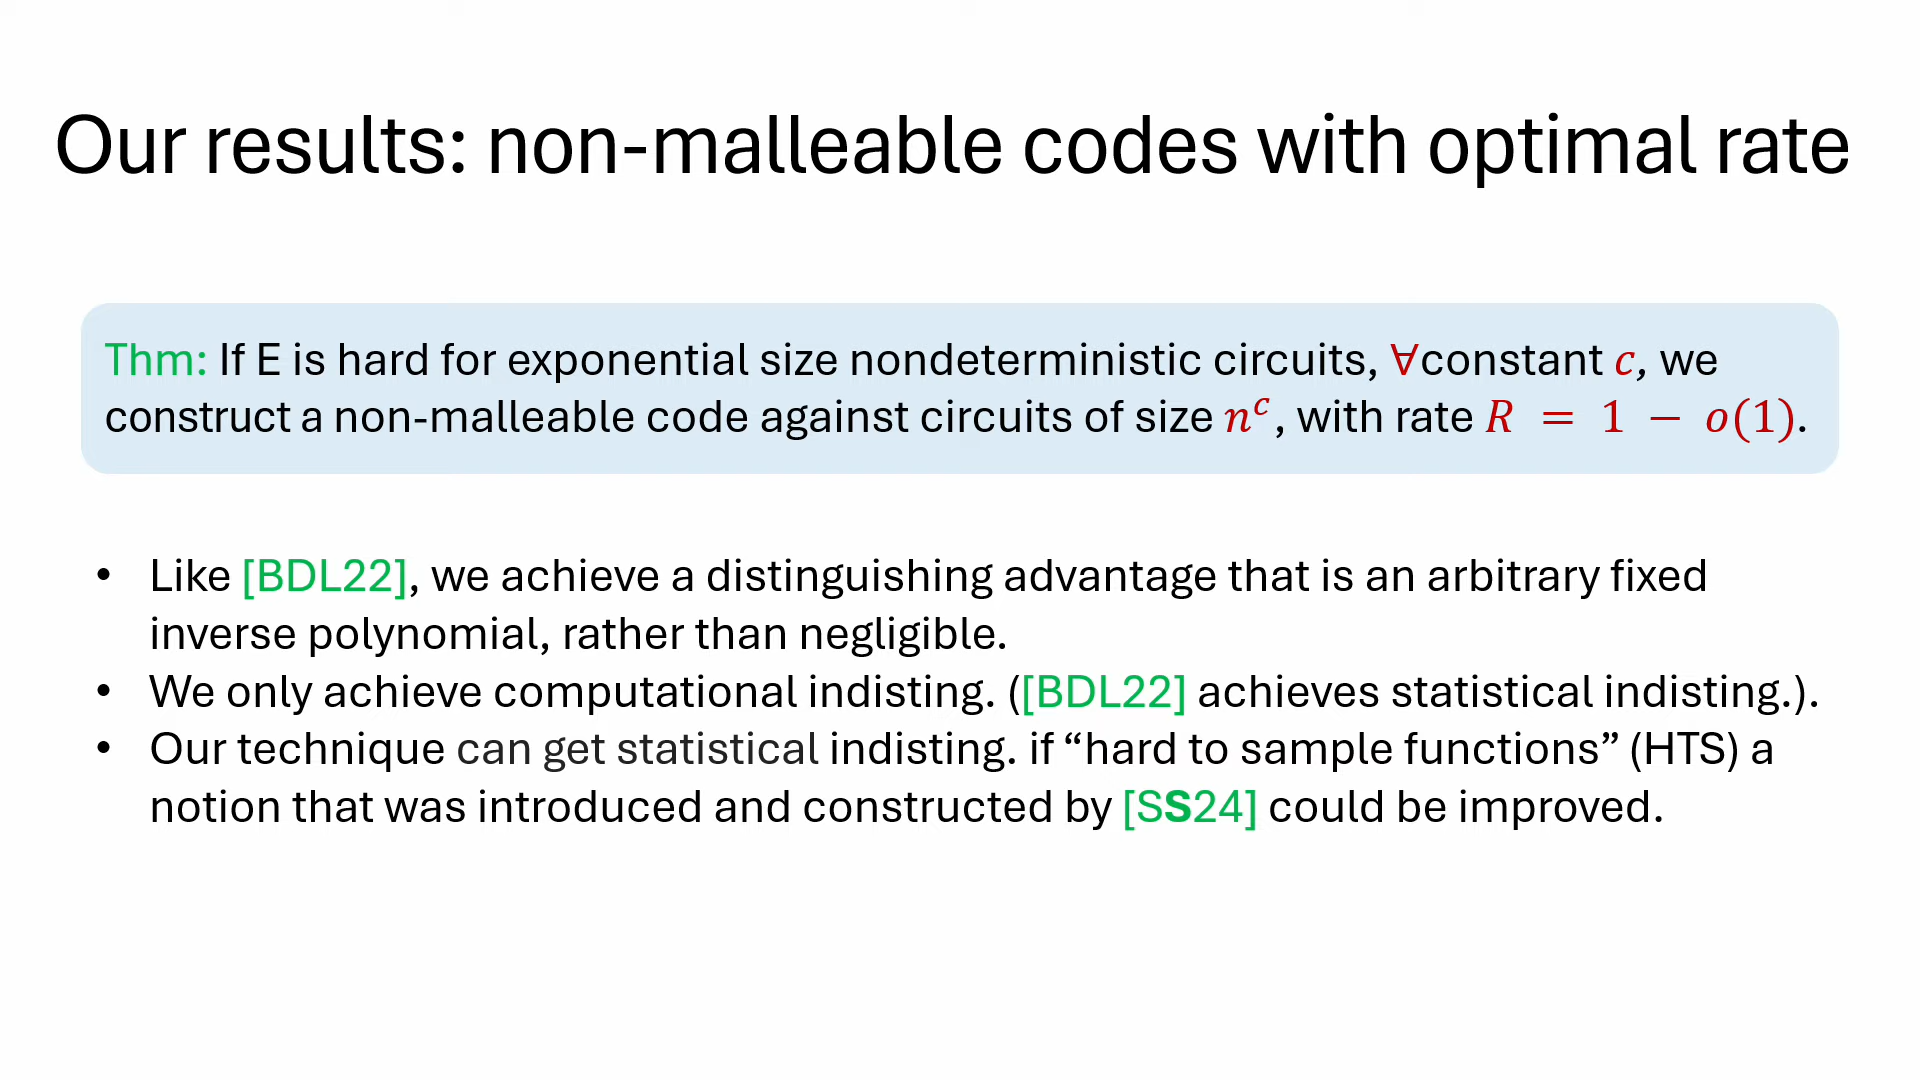 Our results: non-malleable codes with optimal rate
Thm: If E is hard for exponential size nondeterministic circuits, ∀constant c, we
construct a non-malleable code against circuits of size n^c, with rate R = 1 − o(1).
• Like [BDL22], we achieve a distinguishing advantage that is an arbitrary fixed
inverse polynomial, rather than negligible.
• We only achieve computational indisting. ([BDL22] achieves statistical indisting.).
• Our technique can get statistical indisting. if “hard to sample functions” (HTS) a
notion that was introduced and constructed by [SS24] could be improved.